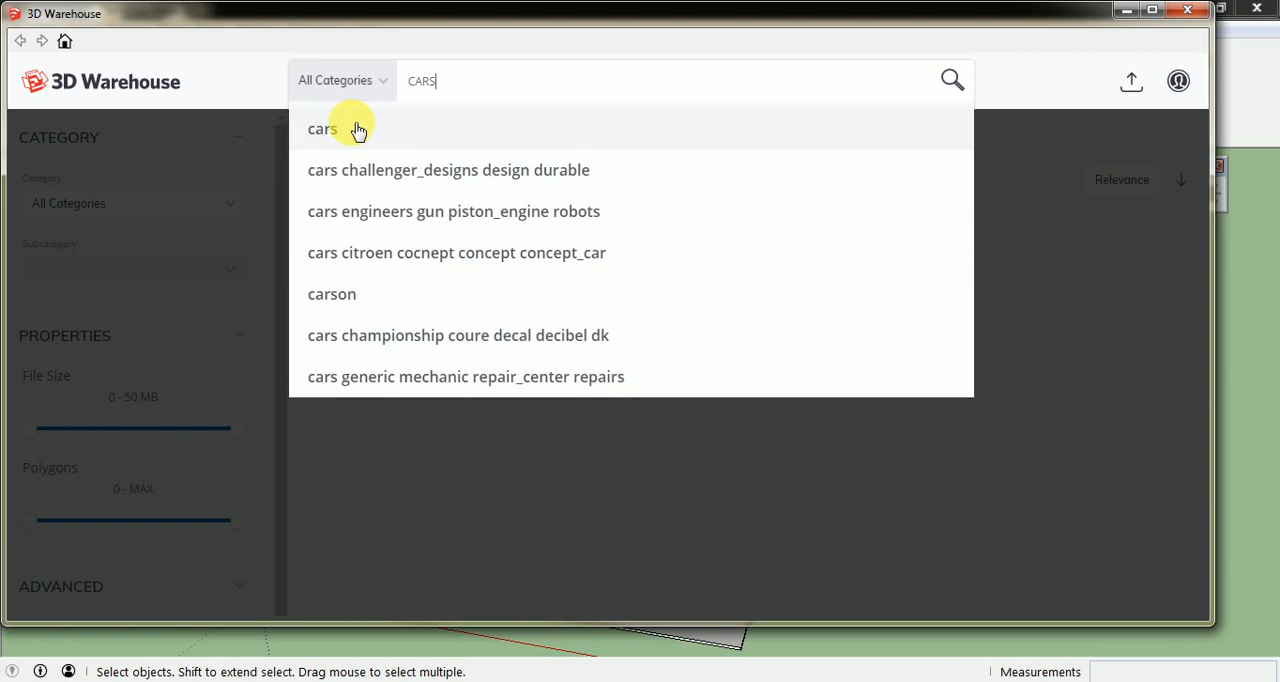 3D Warehouse
3D Warehouse
All Categories
CARS
cars
cars challenger_designs design durable
cars engineers gun piston_engine robots
cars citroen cocnept concept concept_car
carson
cars championship coure decal decibel dk
cars generic mechanic repair_center repairs
CATEGORY
Category
All Categories
Subcategory
PROPERTIES
File Size
0 - 50 MB
Polygons
0 - MAX
ADVANCED
Relevance
Select objects. Shift to extend select. Drag mouse to select multiple.
Measurements